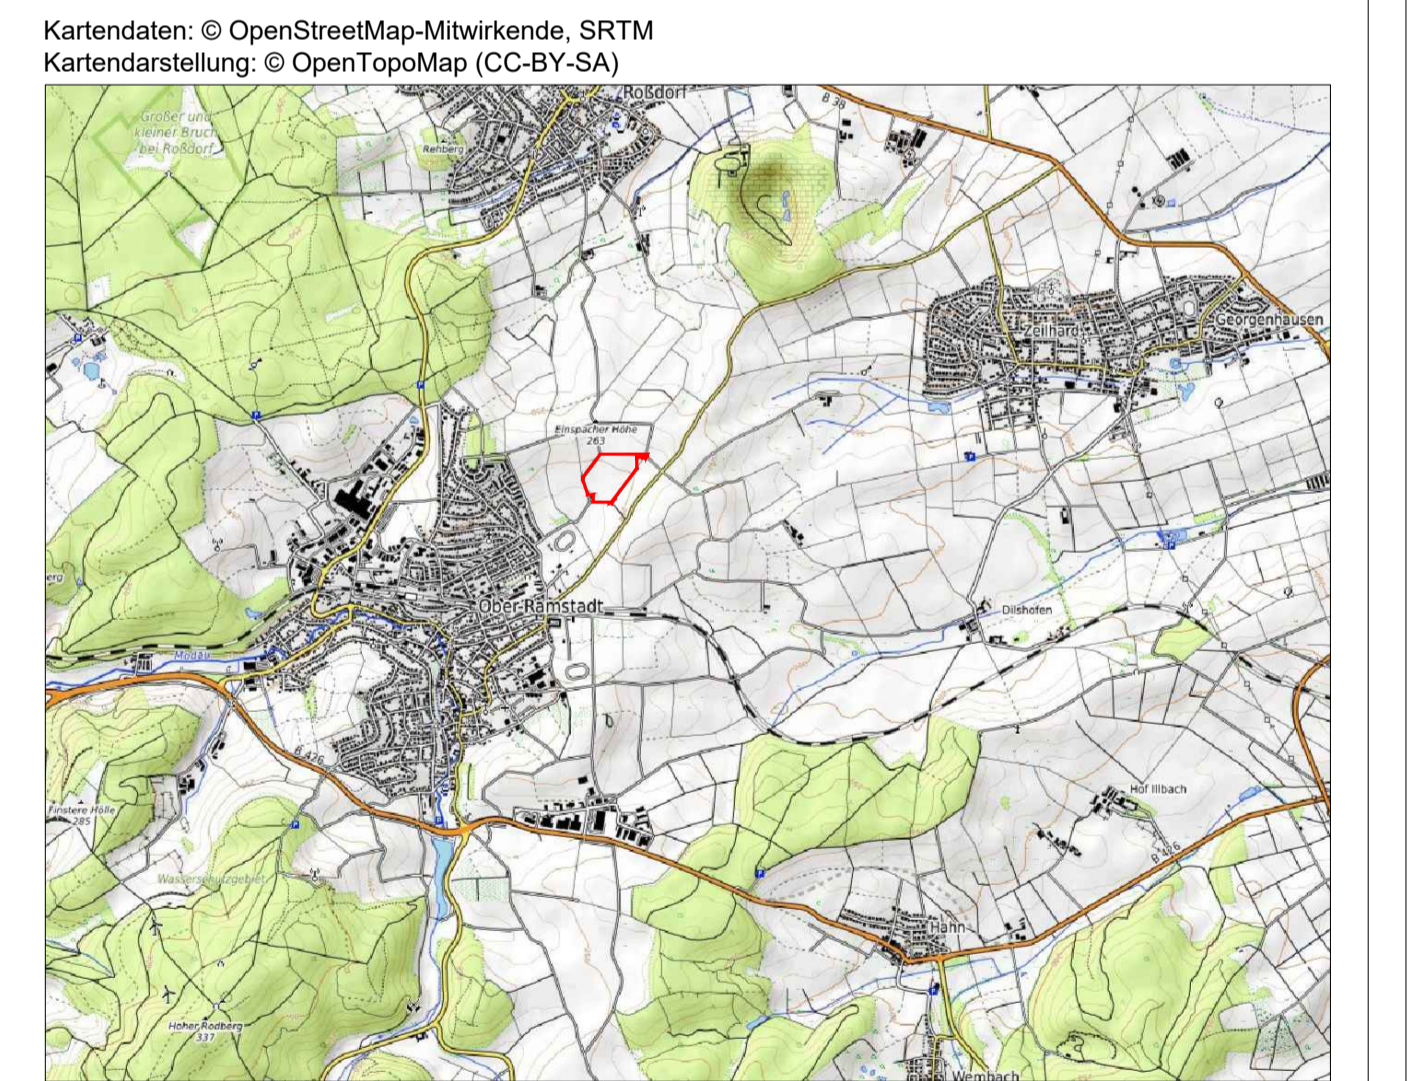 Kartendaten: © OpenStreetMap-Mitwirkende, SRTM
Kartendarstellung: © OpenTopoMap (CC-BY-SA)
Roßdorf
B 38
Großer und
kleiner Bruch
bei Roßdorf
Rehberg
Georgenhausen
Zeilhard
Einspacher Höhe
263
erg
Ober-Ramstadt
Dilshofen
Modau
B 426
Hof Illbach
Finstere Hölle
285
B 426
Wasserschutzgebiet
Hahn
Hoher Rodberg
337
Wembach